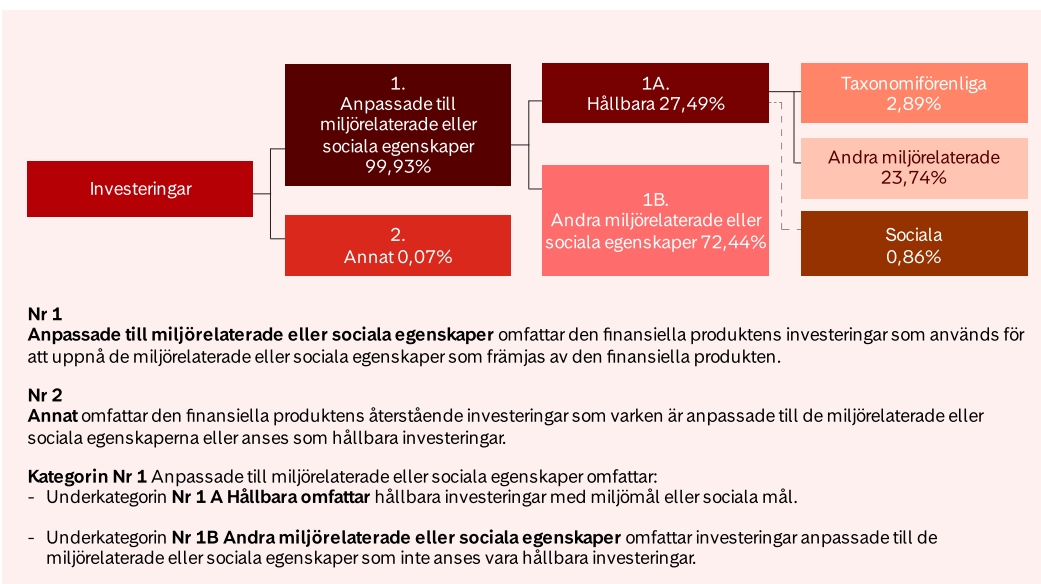 Investeringar
1.
Anpassade till
miljörelaterade eller
sociala egenskaper
99,93%
2.
Annat 0,07%
1A.
Hållbara 27,49%
1B.
Andra miljörelaterade eller
sociala egenskaper 72,44%
Taxonomiförenliga
2,89%
Andra miljörelaterade
23,74%
Sociala
0,86%
Nr 1
Anpassade till miljörelaterade eller sociala egenskaper omfattar den finansiella produktens investeringar som används för
att uppnå de miljörelaterade eller sociala egenskaper som främjas av den finansiella produkten.
Nr 2
Annat omfattar den finansiella produktens återstående investeringar som varken är anpassade till de miljörelaterade eller
sociala egenskaperna eller anses som hållbara investeringar.
Kategorin Nr 1 Anpassade till miljörelaterade eller sociala egenskaper omfattar:
- Underkategorin Nr 1 A Hållbara omfattar hållbara investeringar med miljömål eller sociala mål.
- Underkategorin Nr 1B Andra miljörelaterade eller sociala egenskaper omfattar investeringar anpassade till de
miljörelaterade eller sociala egenskaper som inte anses vara hållbara investeringar.